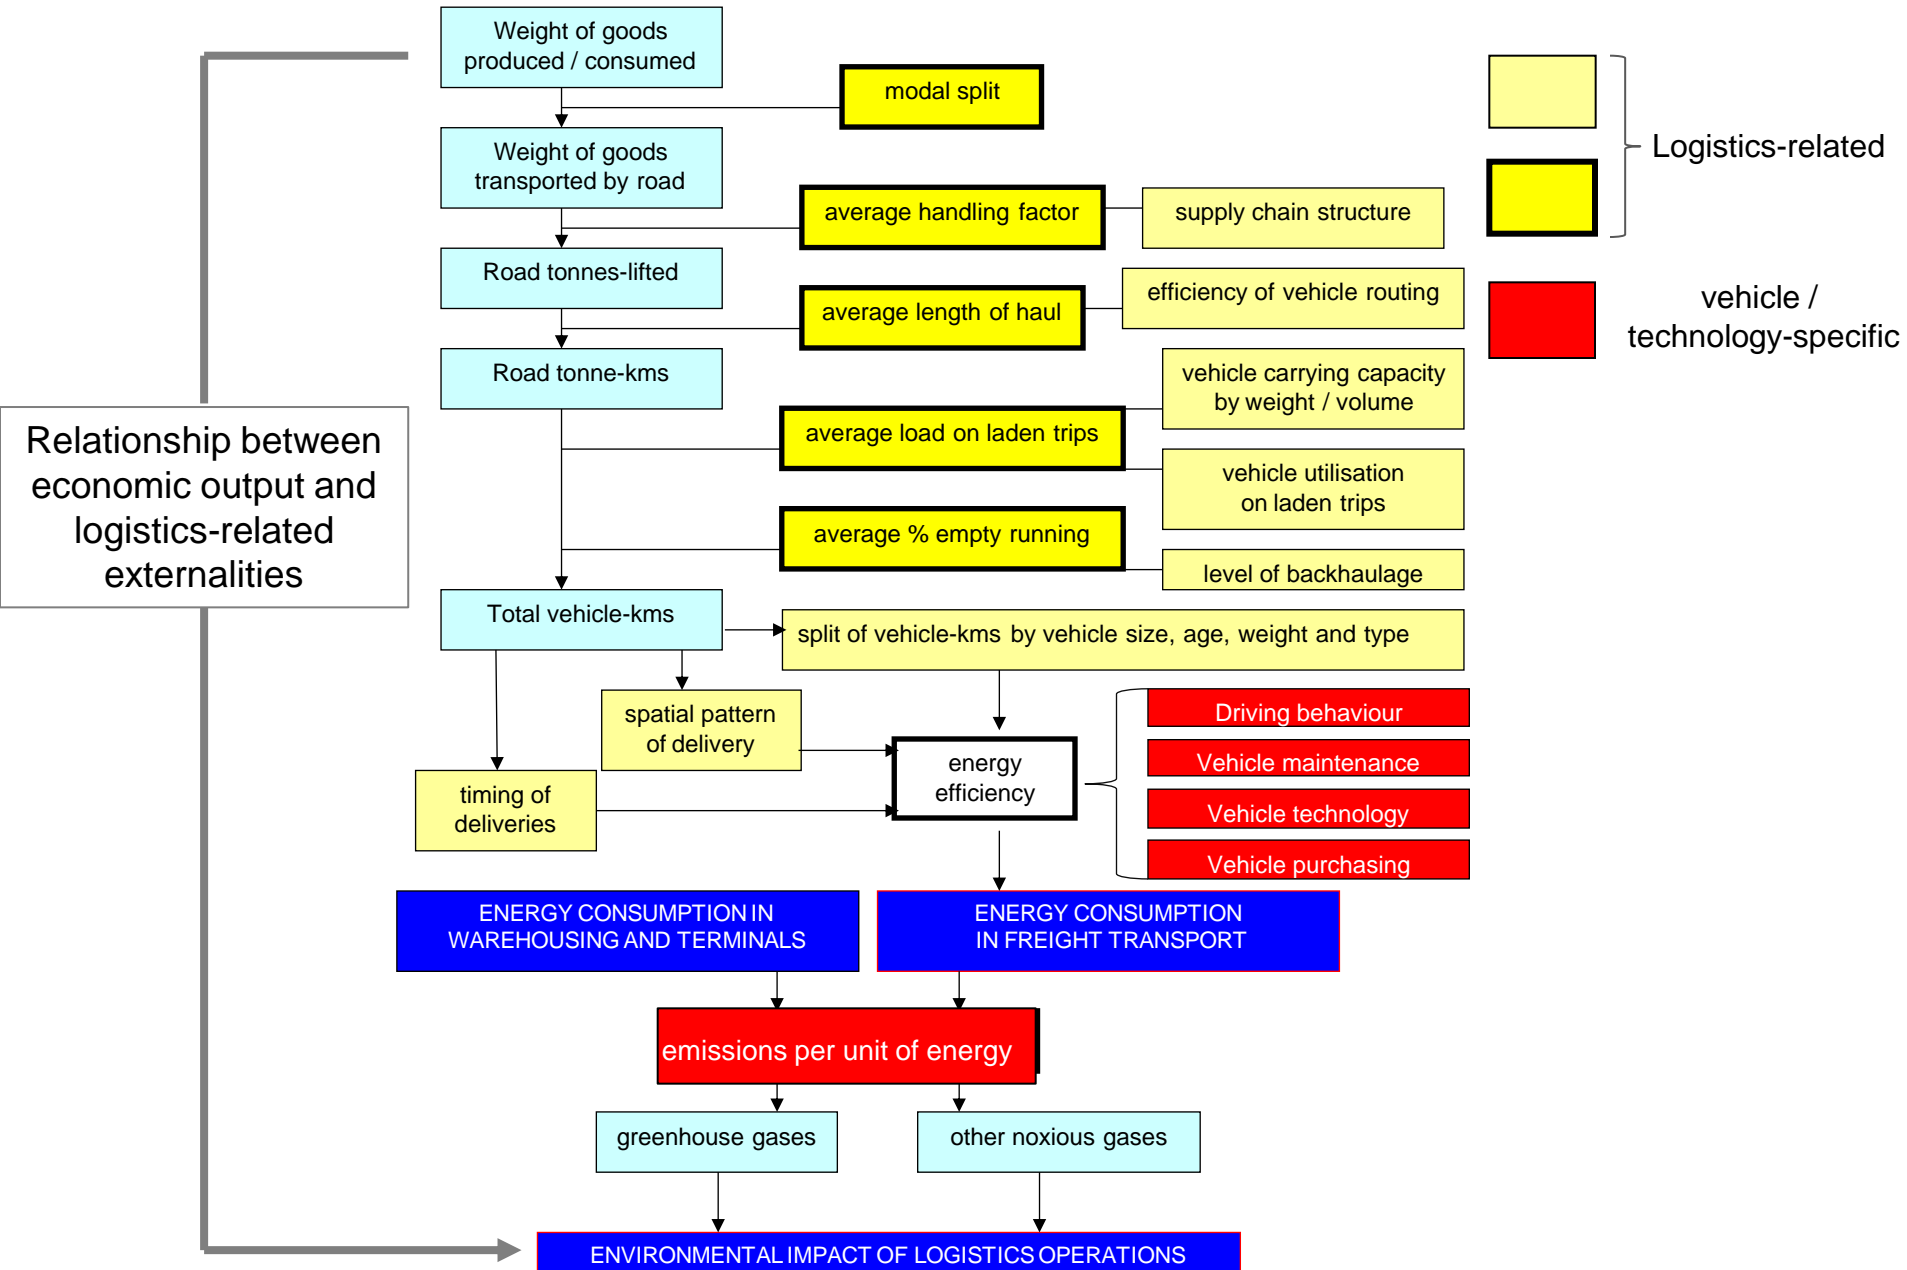 Weight of goods
produced / consumed
modal split
Weight of goods
transported by road
average handling factor
supply chain structure
Road tonnes-lifted
average length of haul
efficiency of vehicle routing
Road tonne-kms
vehicle carrying capacity
by weight / volume
average load on laden trips
vehicle utilisation
on laden trips
average % empty running
level of backhaulage
Total vehicle-kms
split of vehicle-kms by vehicle size, age, weight and type
spatial pattern
of delivery
timing of
deliveries
energy
efficiency
Driving behaviour
Vehicle maintenance
Vehicle technology
Vehicle purchasing
ENERGY CONSUMPTION IN
WAREHOUSING AND TERMINALS
ENERGY CONSUMPTION
IN FREIGHT TRANSPORT
emissions per unit of energy
greenhouse gases
other noxious gases
ENVIRONMENTAL IMPACT OF LOGISTICS OPERATIONS
Relationship between
economic output and
logistics-related
externalities
Logistics-related
vehicle /
technology-specific